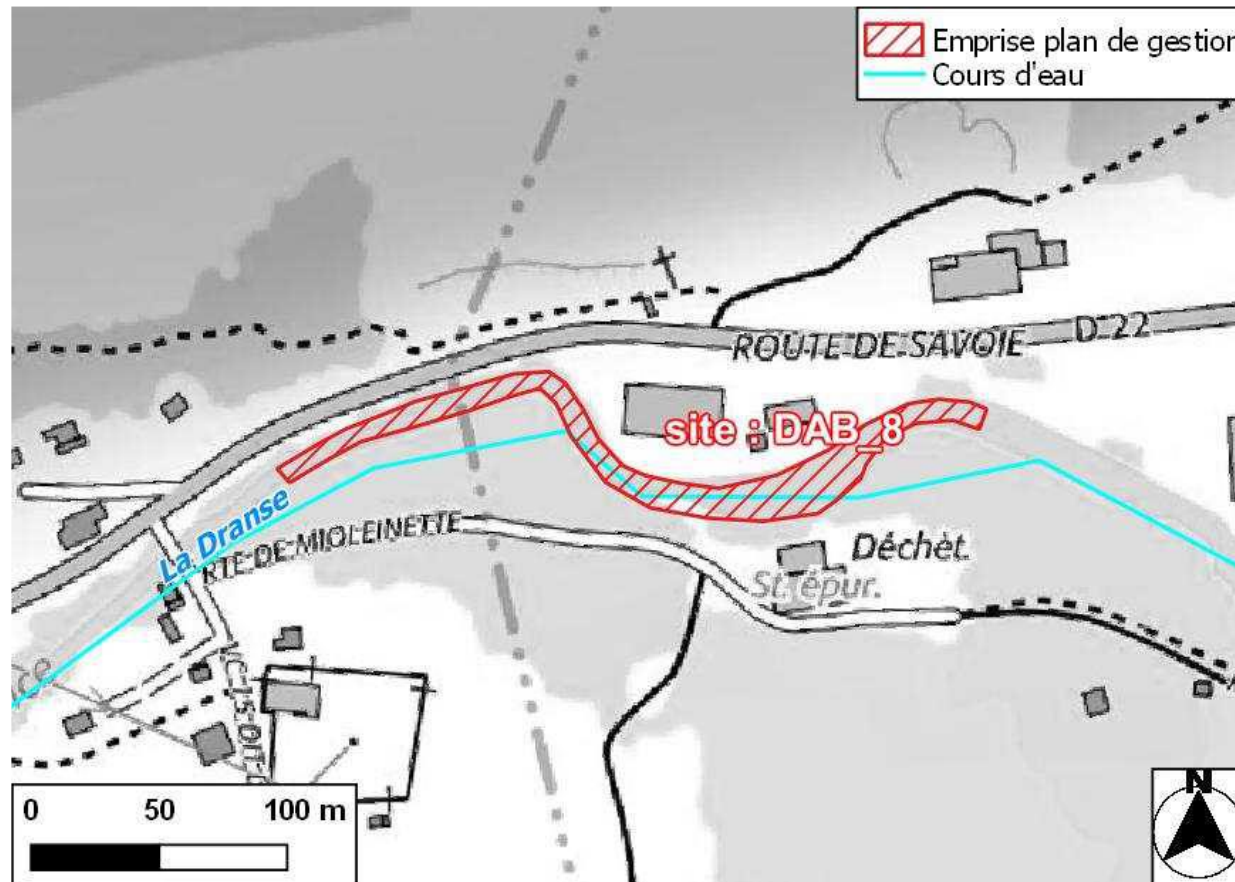 Emprise plan de gestion
Cours d'eau
ROUTE DE SAVOIE D 22
site : DAB_8
La Dranse
RTE DE MIOLEINETTE
Déchèt.
St. épur.
0 50 100 m
N